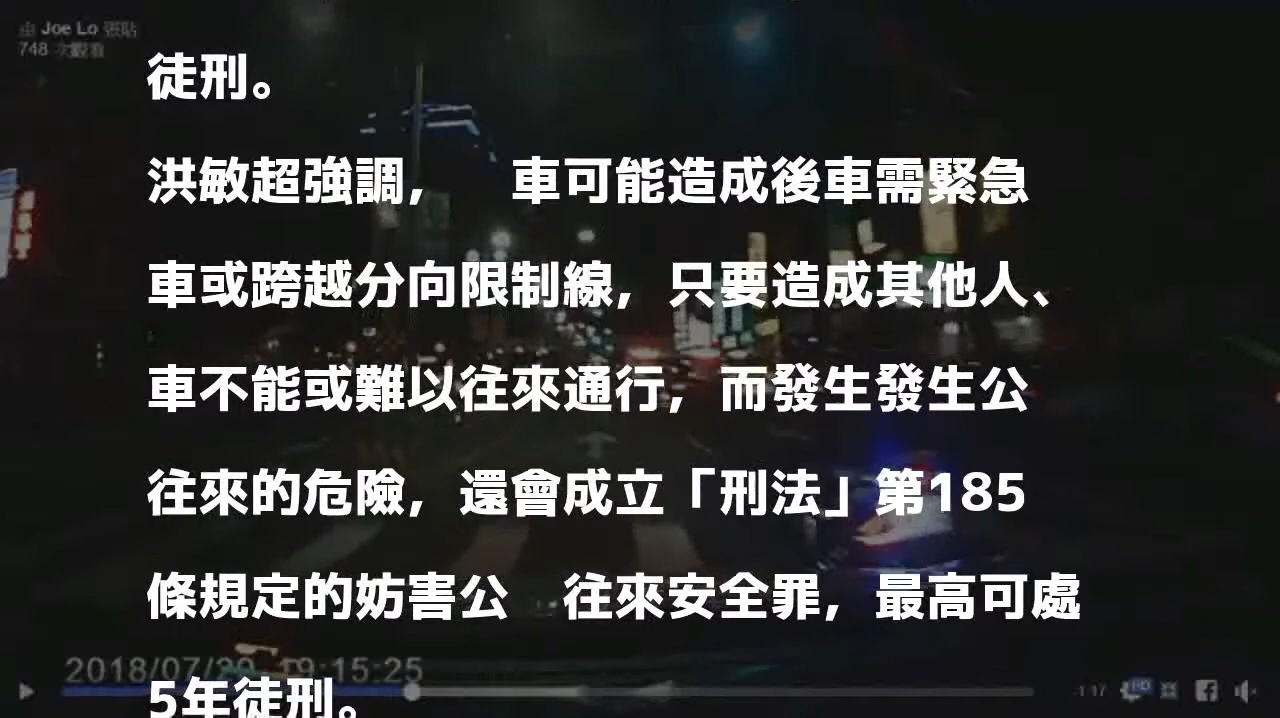 由 Joe Lo 張貼
748 次觀看
徒刑。
洪敏超強調，　車可能造成後車需緊急
車或跨越分向限制線，只要造成其他人、
車不能或難以往來通行，而發生發生公
往來的危險，還會成立「刑法」第185
條規定的妨害公　往來安全罪，最高可處
2018/07/20 19:15:25
5年徒刑。
-1:17
HD